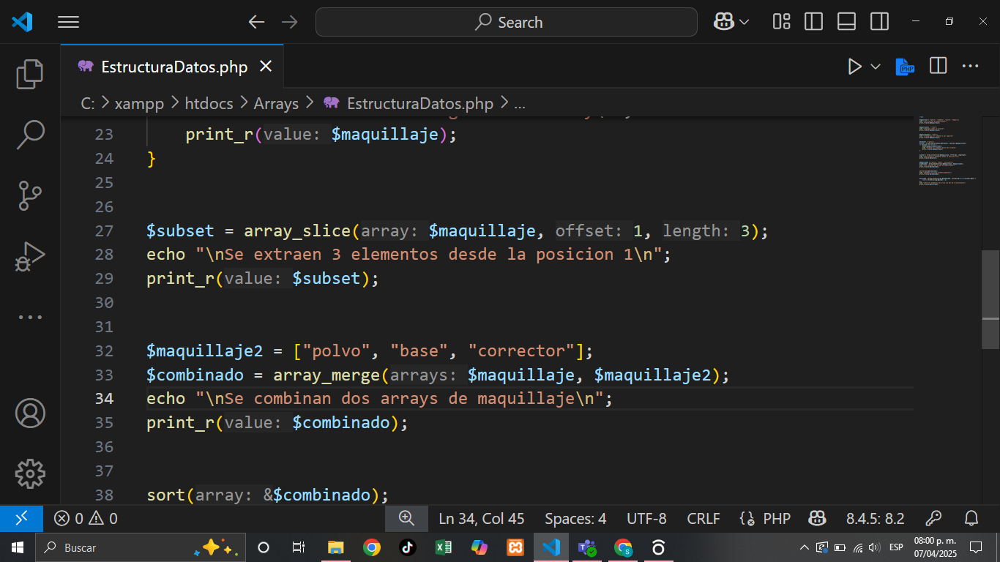 Search
EstructuraDatos.php
C: > xampp > htdocs > Arrays > EstructuraDatos.php > ...
23 print_r(value: $maquillaje);
24 }
25
26
27 $subset = array_slice(array: $maquillaje, offset: 1, length: 3);
28 echo "\nSe extraen 3 elementos desde la posicion 1\n";
29 print_r(value: $subset);
30
31
32 $maquillaje2 = ["polvo", "base", "corrector"];
33 $combinado = array_merge(arrays: $maquillaje, $maquillaje2);
34 echo "\nSe combinan dos arrays de maquillaje\n";
35 print_r(value: $combinado);
36
37
38 sort(array: &$combinado);
0 0 Ln 34, Col 45 Spaces: 4 UTF-8 CRLF {} PHP 8.4.5: 8.2
Buscar
ESP
08:00 p. m.
07/04/2025